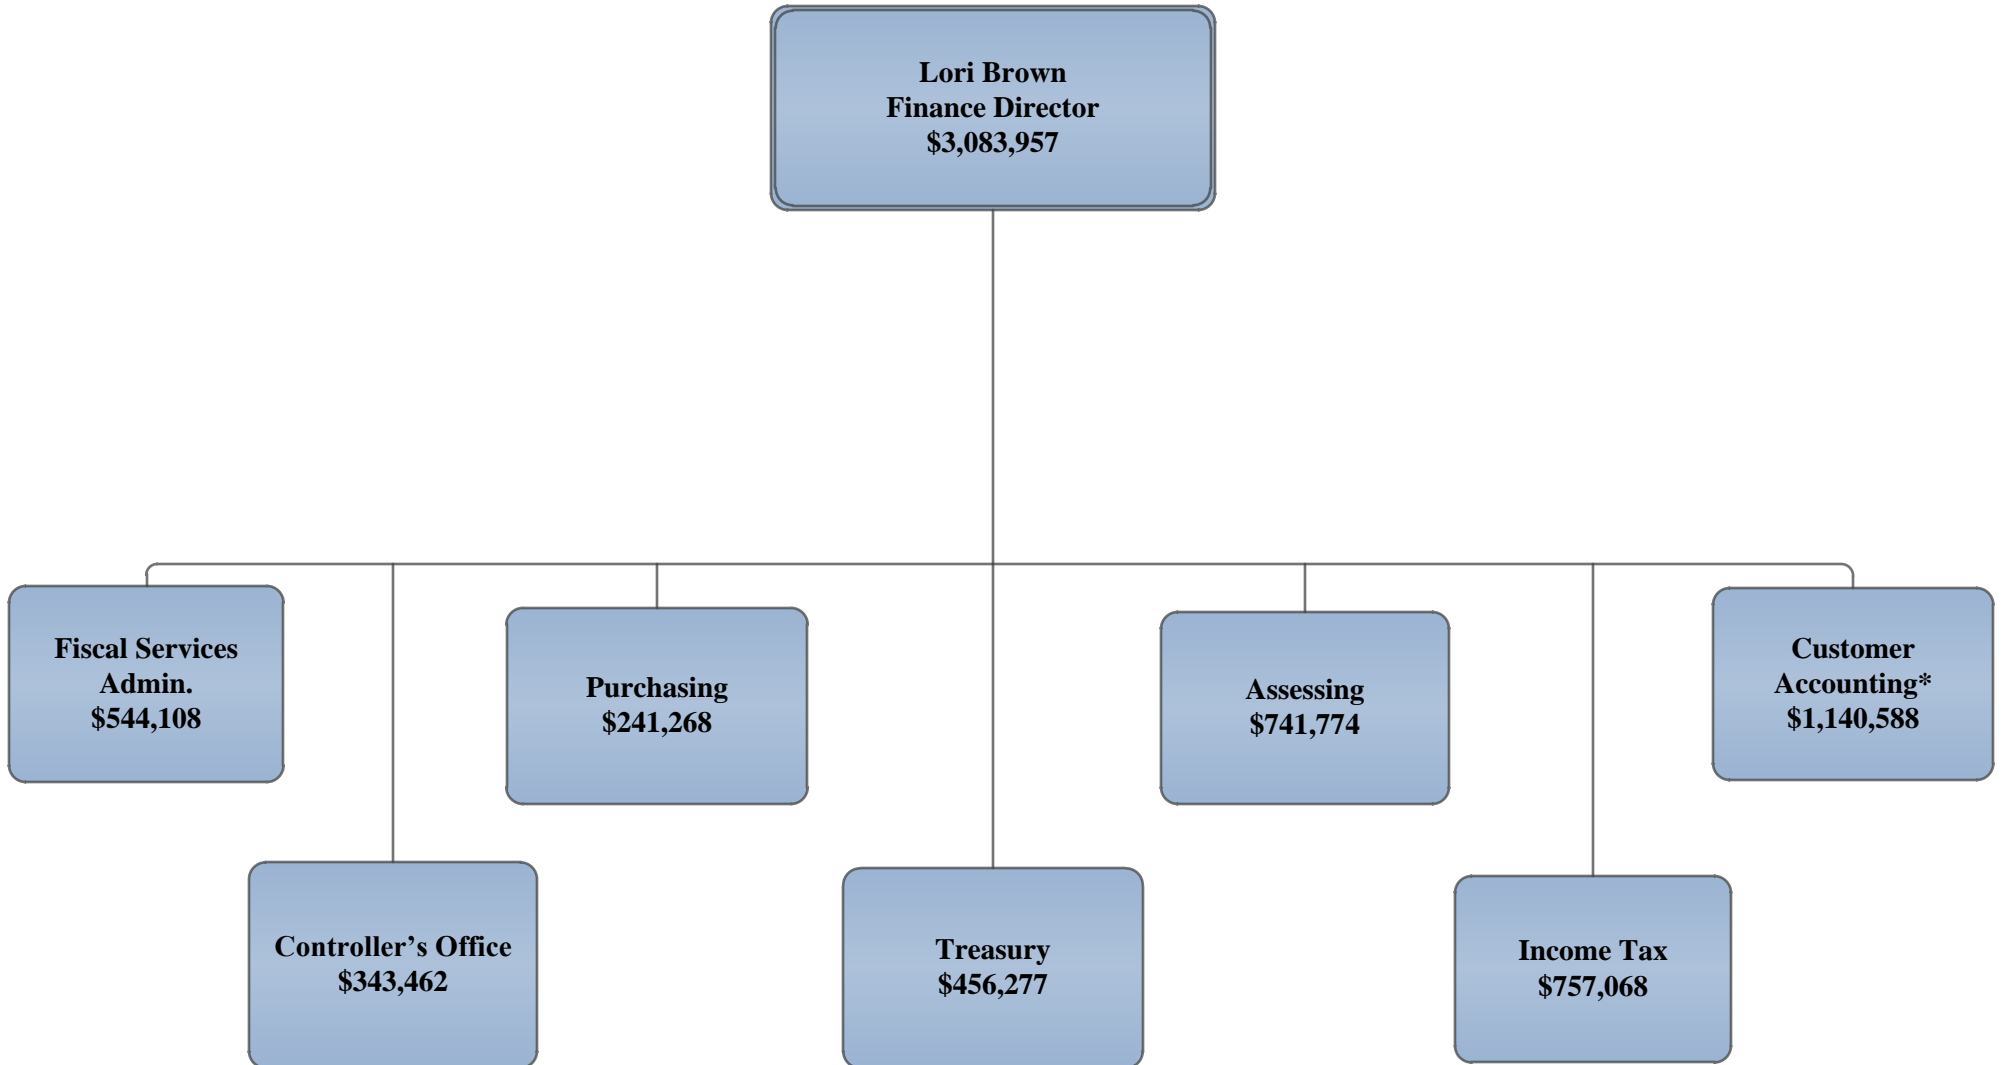 Lori Brown
Finance Director
$3,083,957
Fiscal Services
Admin.
$544,108
Purchasing
$241,268
Assessing
$741,774
Customer
Accounting*
$1,140,588
Controller’s Office
$343,462
Treasury
$456,277
Income Tax
$757,068